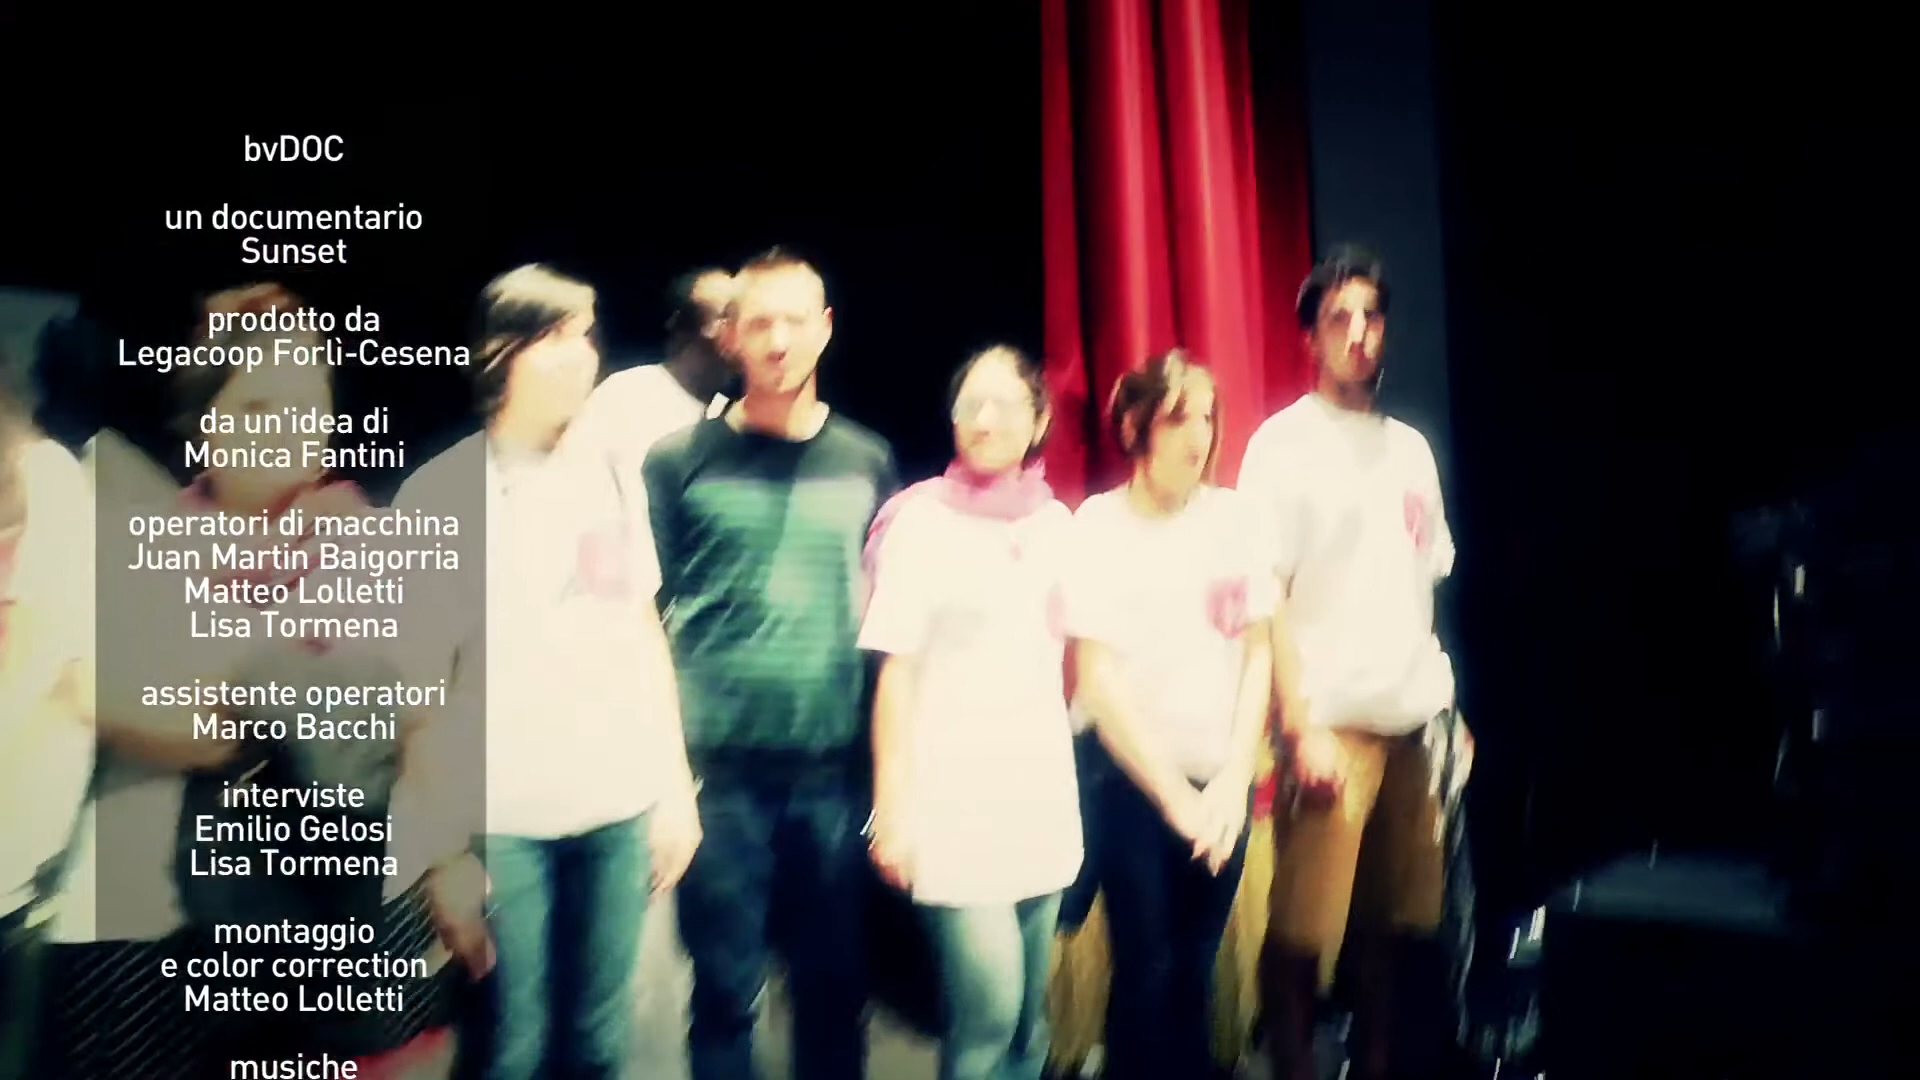 bvDOC
un documentario
Sunset
prodotto da
Legacoop Forlì-Cesena
da un'idea di
Monica Fantini
operatori di macchina
Juan Martin Baigorria
Matteo Lolletti
Lisa Tormena
assistente operatori
Marco Bacchi
interviste
Emilio Gelosi
Lisa Tormena
montaggio
e color correction
Matteo Lolletti
musiche